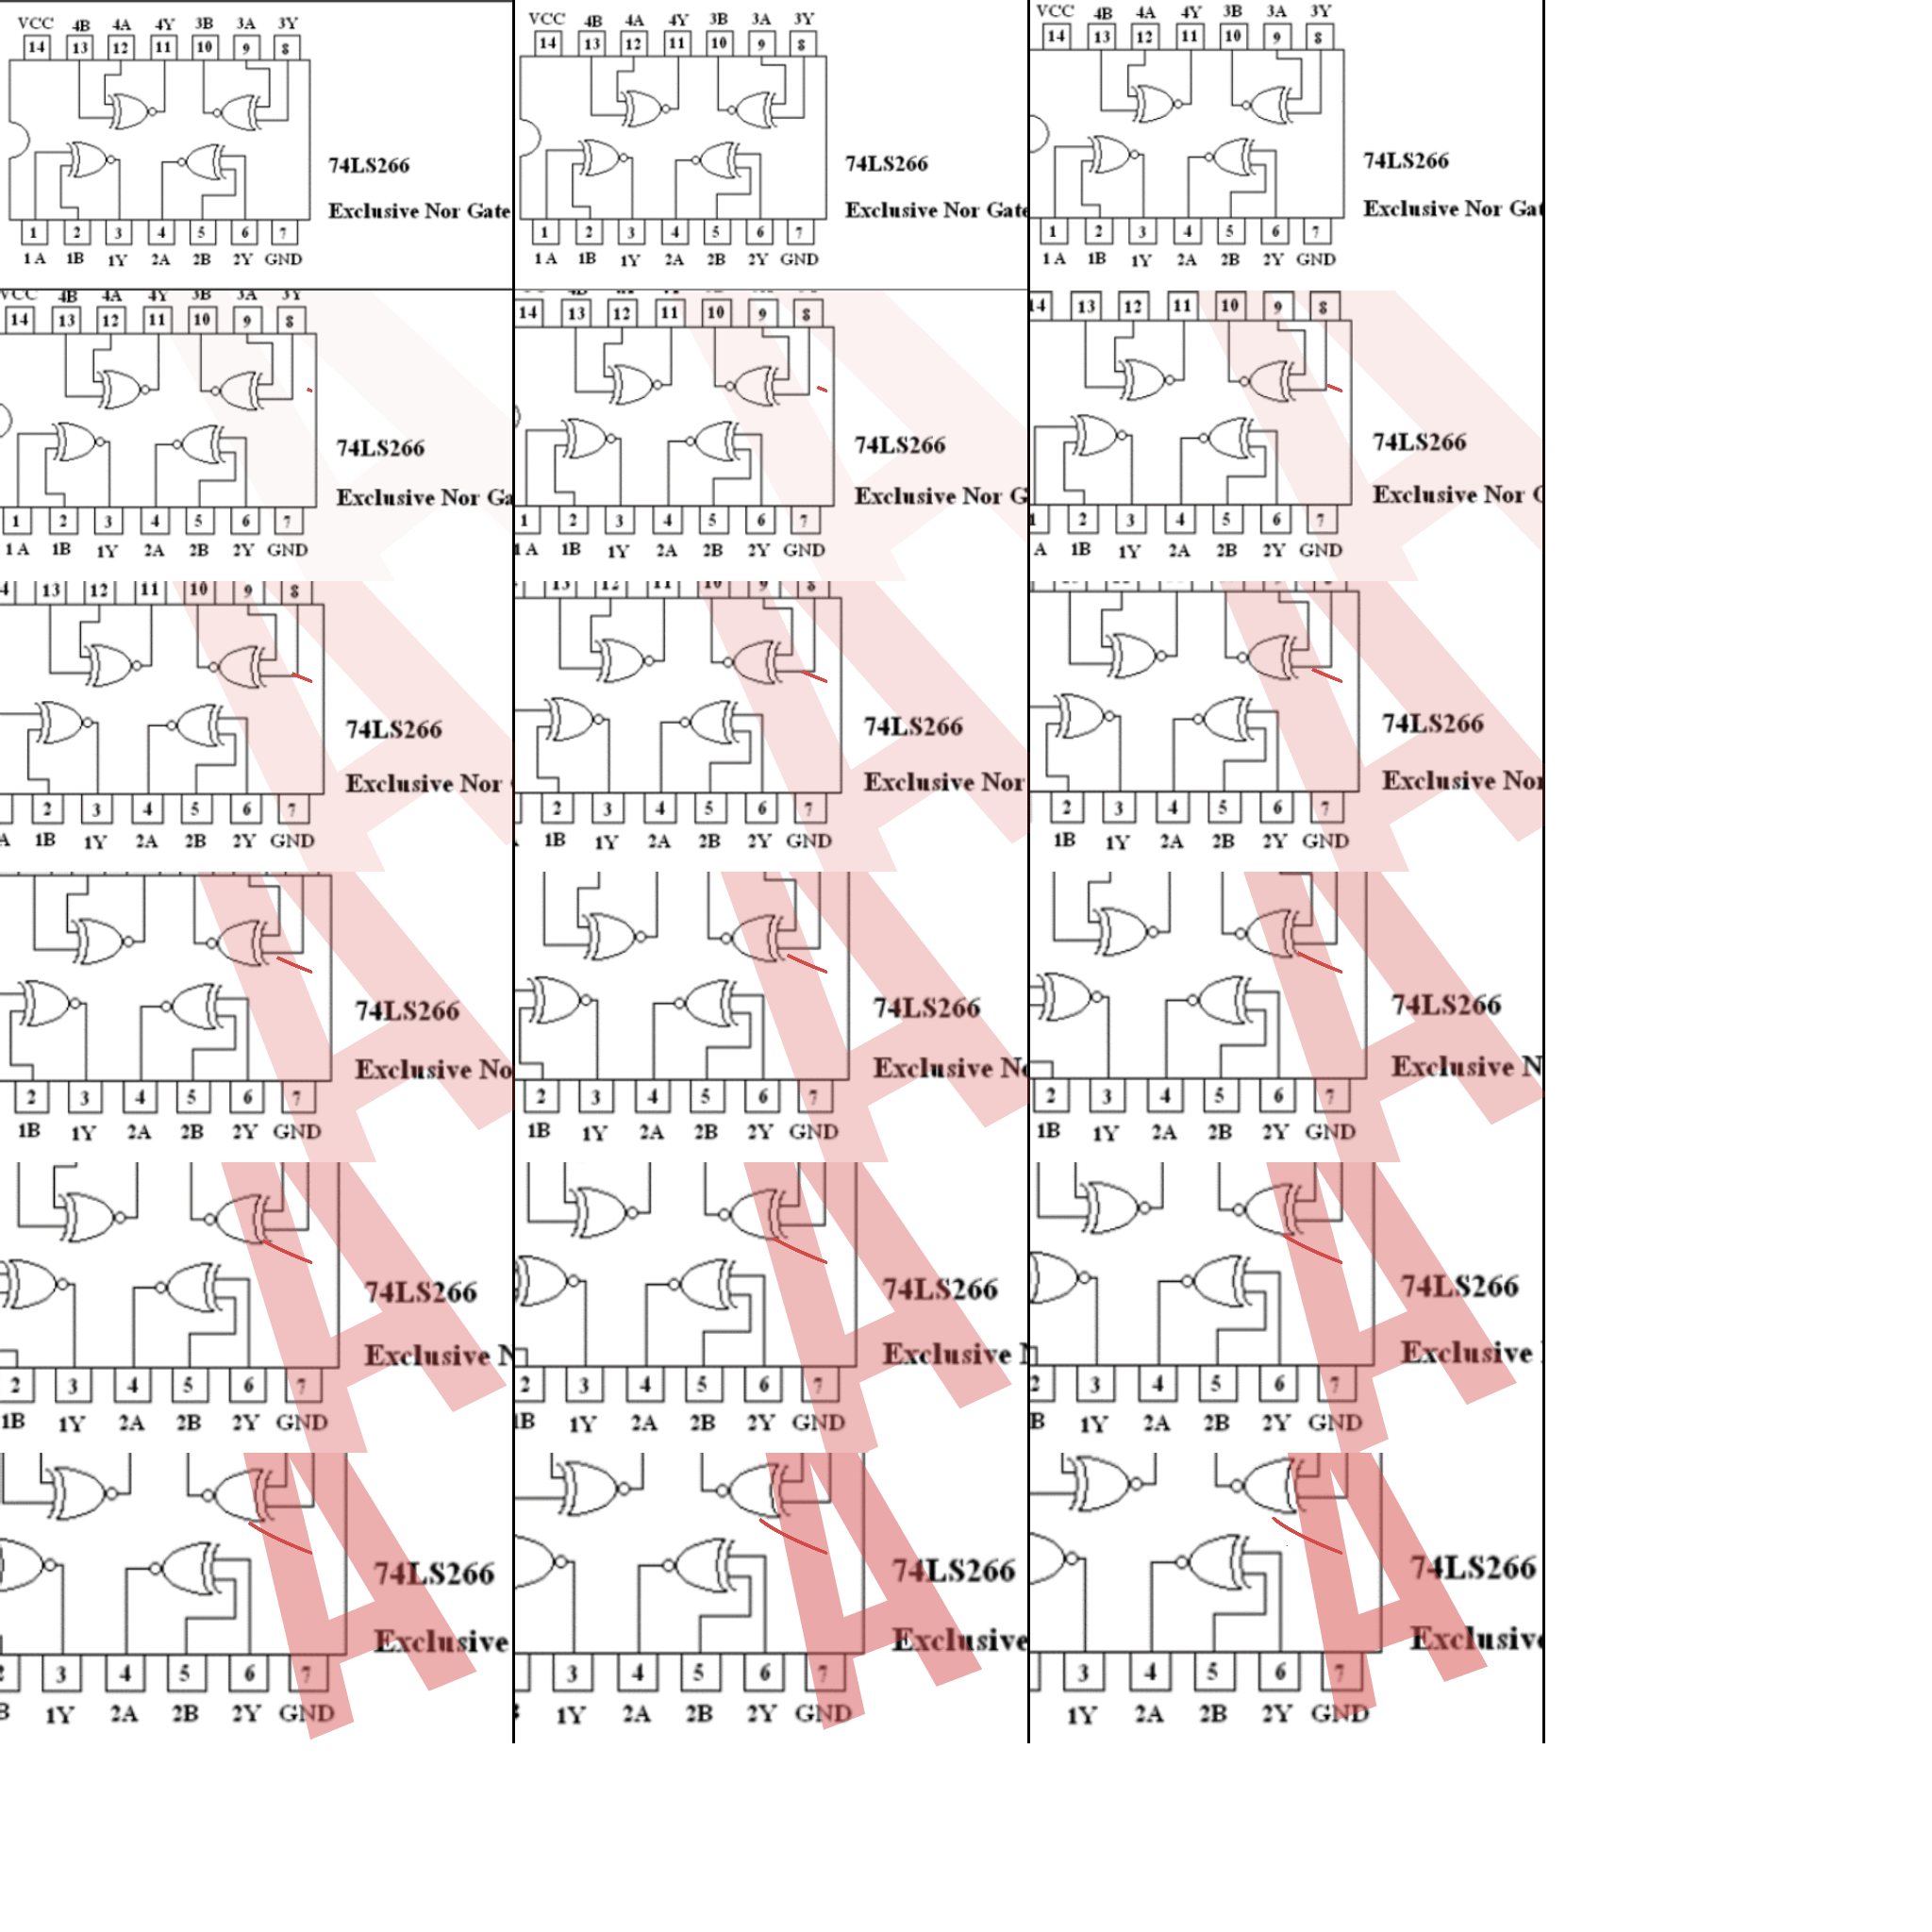 VCC 4B 4A 4Y 3B 3A 3Y
14 13 12 11 10 9 8
74LS266
Exclusive Nor Gate
1 2 3 4 5 6 7
1A 1B 1Y 2A 2B 2Y GND
VCC 4B 4A 4Y 3B 3A 3Y
14 13 12 11 10 9 8
74LS266
Exclusive Nor Gate
1 2 3 4 5 6 7
1A 1B 1Y 2A 2B 2Y GND
VCC 4B 4A 4Y 3B 3A 3Y
14 13 12 11 10 9 8
74LS266
Exclusive Nor Gat
1 2 3 4 5 6 7
1A 1B 1Y 2A 2B 2Y GND
VCC 4B 4A 4Y 3B 3A 3Y
14 13 12 11 10 9 8
A
74LS266
Exclusive Nor Ga
1 2 3 4 5 6 7
1A 1B 1Y 2A 2B 2Y GND
14 13 12 11 10 9 8
A
74LS266
Exclusive Nor G
1 2 3 4 5 6 7
1A 1B 1Y 2A 2B 2Y GND
14 13 12 11 10 9 8
A
74LS266
Exclusive Nor
1 2 3 4 5 6 7
A 1B 1Y 2A 2B 2Y GND
4 13 12 11 10 9 8
A
74LS266
Exclusive Nor
2 3 4 5 6 7
A 1B 1Y 2A 2B 2Y GND
13 12 11 10 9 8
A
74LS266
Exclusive Nor
2 3 4 5 6 7
1B 1Y 2A 2B 2Y GND
A
74LS266
Exclusive Nor
2 3 4 5 6 7
1B 1Y 2A 2B 2Y GND
A
74LS266
Exclusive No
2 3 4 5 6 7
1B 1Y 2A 2B 2Y GND
A
74LS266
Exclusive No
2 3 4 5 6 7
1B 1Y 2A 2B 2Y GND
A
74LS266
Exclusive N
2 3 4 5 6 7
1B 1Y 2A 2B 2Y GND
A
74LS266
Exclusive N
2 3 4 5 6 7
1B 1Y 2A 2B 2Y GND
A
74LS266
Exclusive
2 3 4 5 6 7
1B 1Y 2A 2B 2Y GND
A
74LS266
Exclusive
2 3 4 5 6 7
B 1Y 2A 2B 2Y GND
A
74LS266
Exclusive
2 3 4 5 6 7
B 1Y 2A 2B 2Y GND
A
74LS266
Exclusive
3 4 5 6 7
1Y 2A 2B 2Y GND
A
74LS266
Exclusive
3 4 5 6 7
1Y 2A 2B 2Y GND